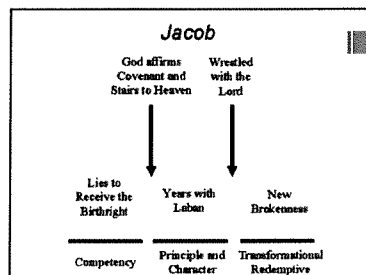 Jacob
God affirms
Covenant and
Stairs to Heaven
Wrestled
with the
Lord
Lies to
Receive the
Birthright
Years with
Laban
New
Brokenness
Competency
Principle and
Character
Transformational
Redemptive